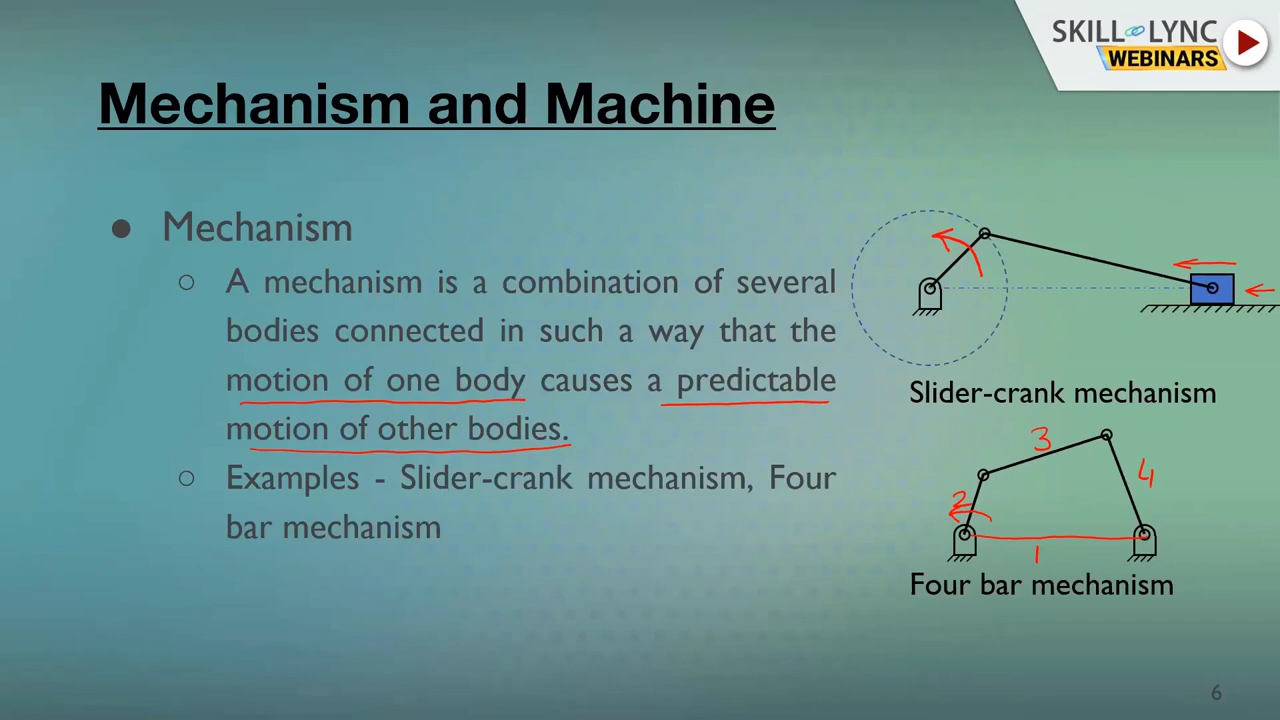 SKILL LYNC
WEBINARS
Mechanism and Machine
● Mechanism
○ A mechanism is a combination of several
bodies connected in such a way that the
motion of one body causes a predictable
motion of other bodies.
○ Examples - Slider-crank mechanism, Four
bar mechanism
Slider-crank mechanism
3
4
2
1
Four bar mechanism
6